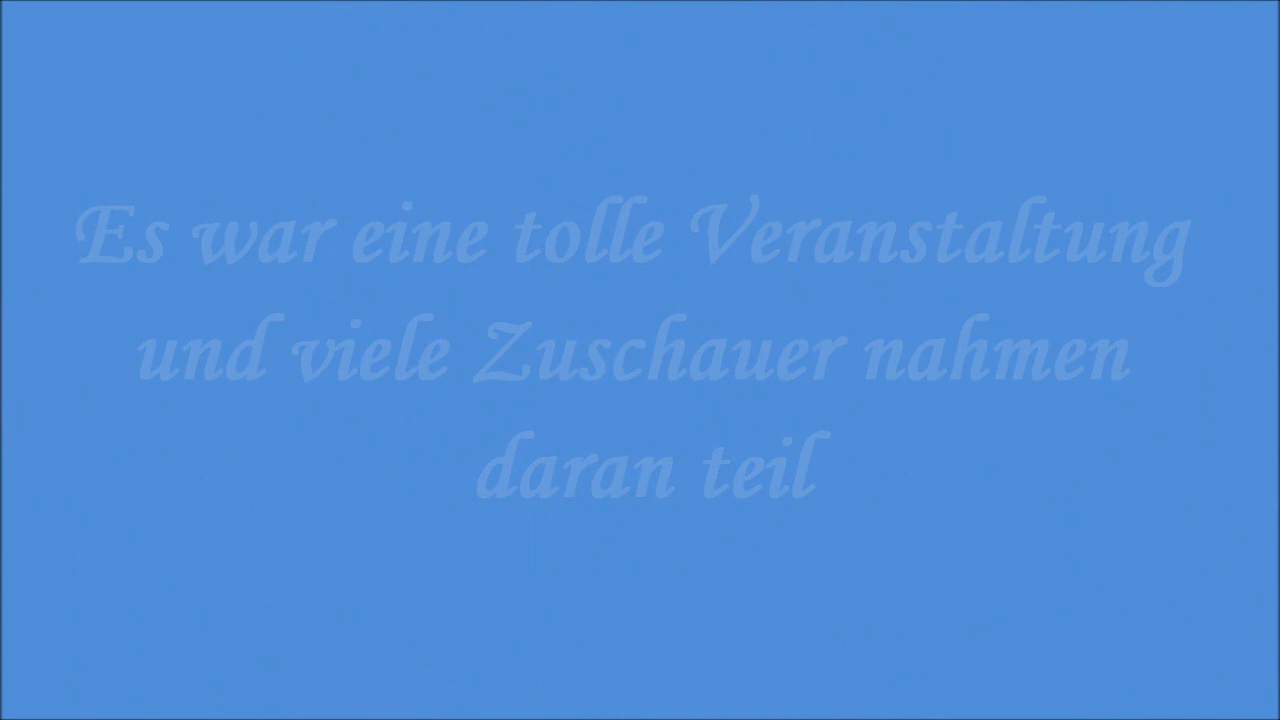 Es war eine tolle Veranstaltung
und viele Zuschauer nahmen
daran teil